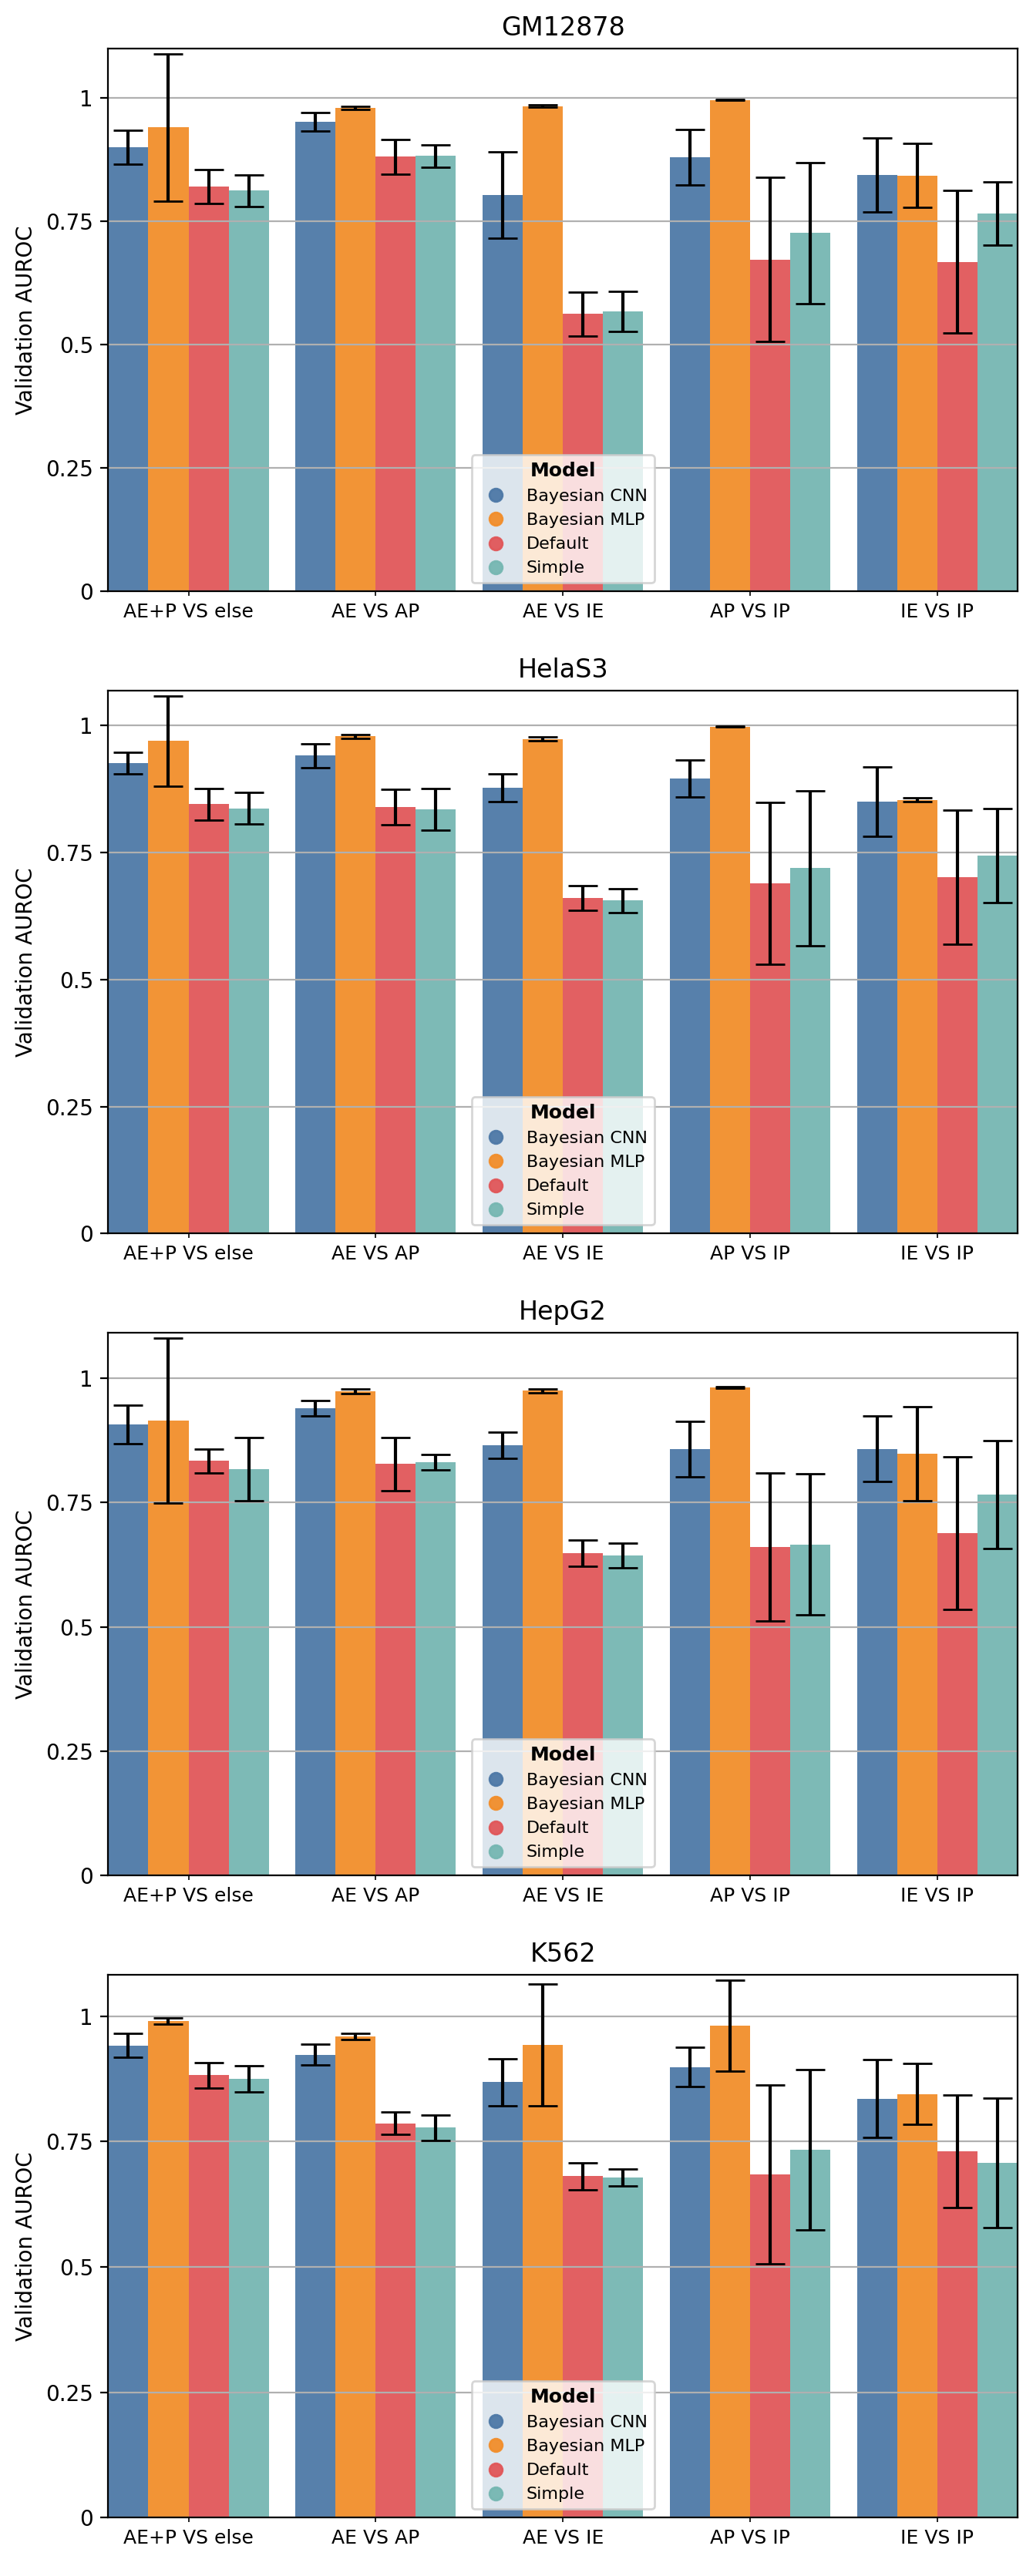 GM12878
Validation AUROC
1
0.75
0.5
0.25
0
Model
Bayesian CNN
Bayesian MLP
Default
Simple
AE+P VS else
AE VS AP
AE VS IE
AP VS IP
IE VS IP
HelaS3
Validation AUROC
1
0.75
0.5
0.25
0
Model
Bayesian CNN
Bayesian MLP
Default
Simple
AE+P VS else
AE VS AP
AE VS IE
AP VS IP
IE VS IP
HepG2
Validation AUROC
1
0.75
0.5
0.25
0
Model
Bayesian CNN
Bayesian MLP
Default
Simple
AE+P VS else
AE VS AP
AE VS IE
AP VS IP
IE VS IP
K562
Validation AUROC
1
0.75
0.5
0.25
0
Model
Bayesian CNN
Bayesian MLP
Default
Simple
AE+P VS else
AE VS AP
AE VS IE
AP VS IP
IE VS IP